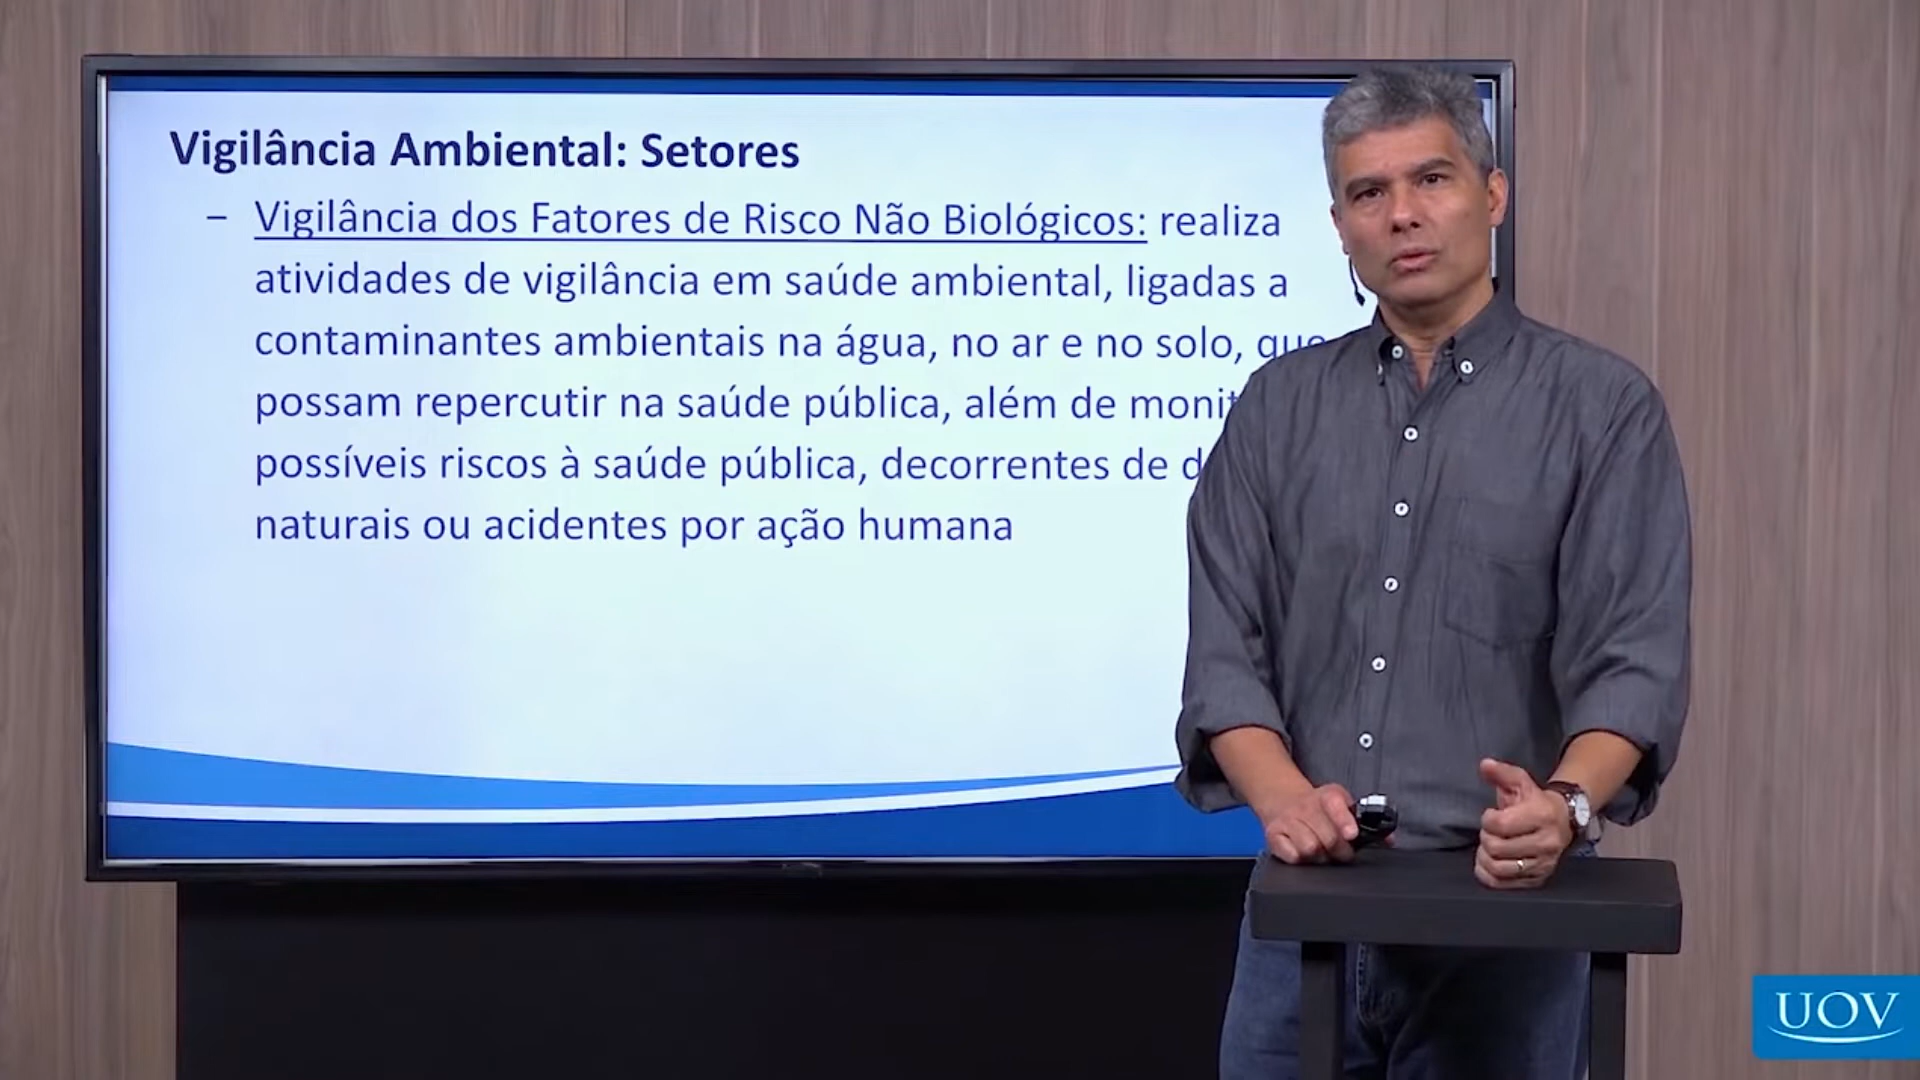 Vigilância Ambiental: Setores
– Vigilância dos Fatores de Risco Não Biológicos: realiza
atividades de vigilância em saúde ambiental, ligadas a
contaminantes ambientais na água, no ar e no solo, que
possam repercutir na saúde pública, além de
possíveis riscos à saúde pública, decorrentes de
naturais ou acidentes por ação humana
UOV